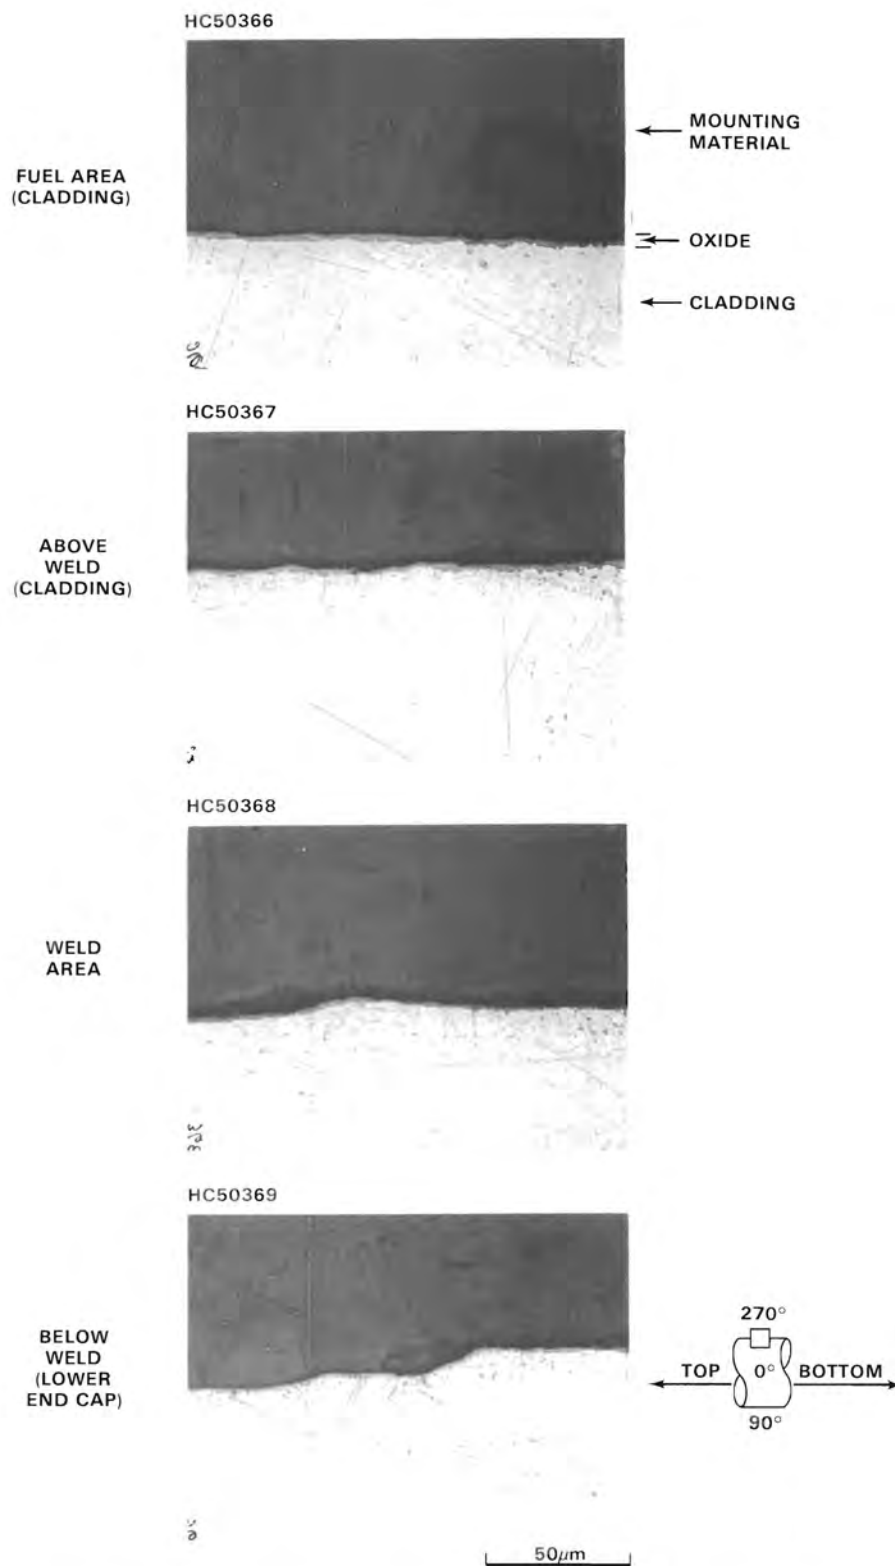 HC50366
FUEL AREA
(CLADDING)
MOUNTING
MATERIAL
OXIDE
CLADDING
HC50367
ABOVE
WELD
(CLADDING)
HC50368
WELD
AREA
HC50369
BELOW
WELD
(LOWER
END CAP)
270°
TOP 0° BOTTOM
90°
50μm